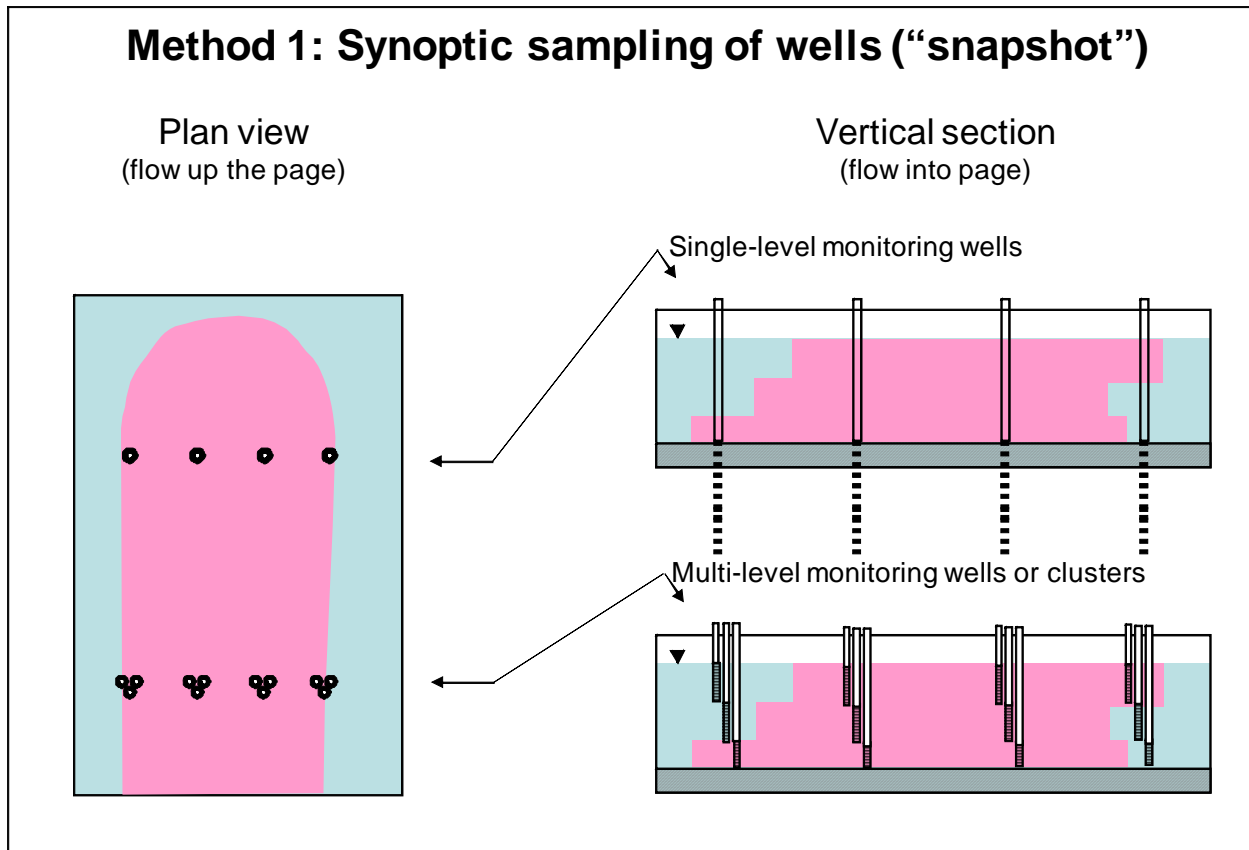 Method 1: Synoptic sampling of wells (“snapshot”)
Plan view
(flow up the page)
Vertical section
(flow into page)
Single-level monitoring wells
Multi-level monitoring wells or clusters